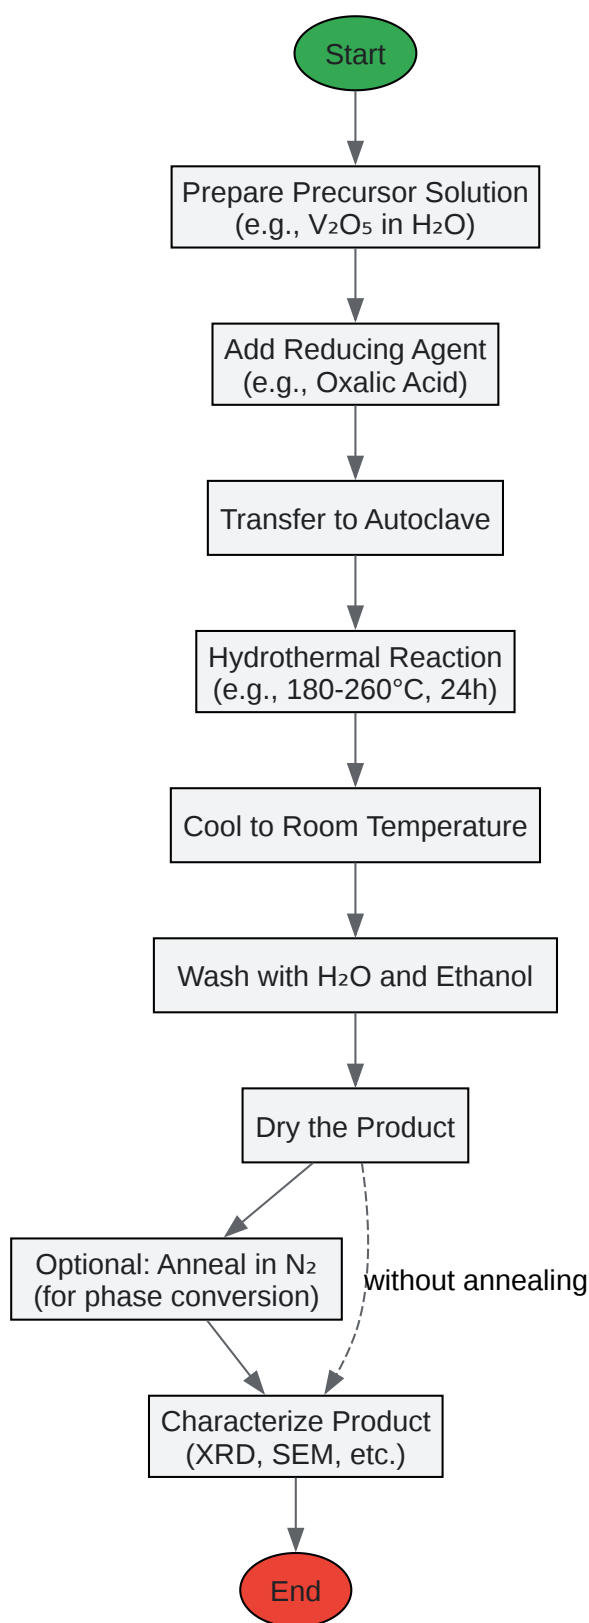 Start
Prepare Precursor Solution
(e.g., V₂O₅ in H₂O)
Add Reducing Agent
(e.g., Oxalic Acid)
Transfer to Autoclave
Hydrothermal Reaction
(e.g., 180-260°C, 24h)
Cool to Room Temperature
Wash with H₂O and Ethanol
Dry the Product
Optional: Anneal in N₂
(for phase conversion)
without annealing
Characterize Product
(XRD, SEM, etc.)
End